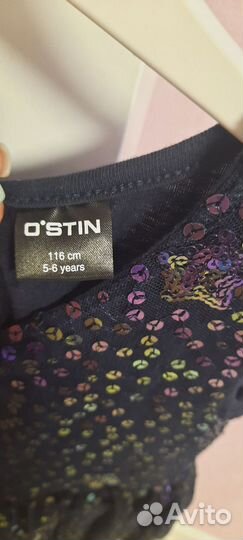 O'STIN
116 cm
5-6 years
Avito